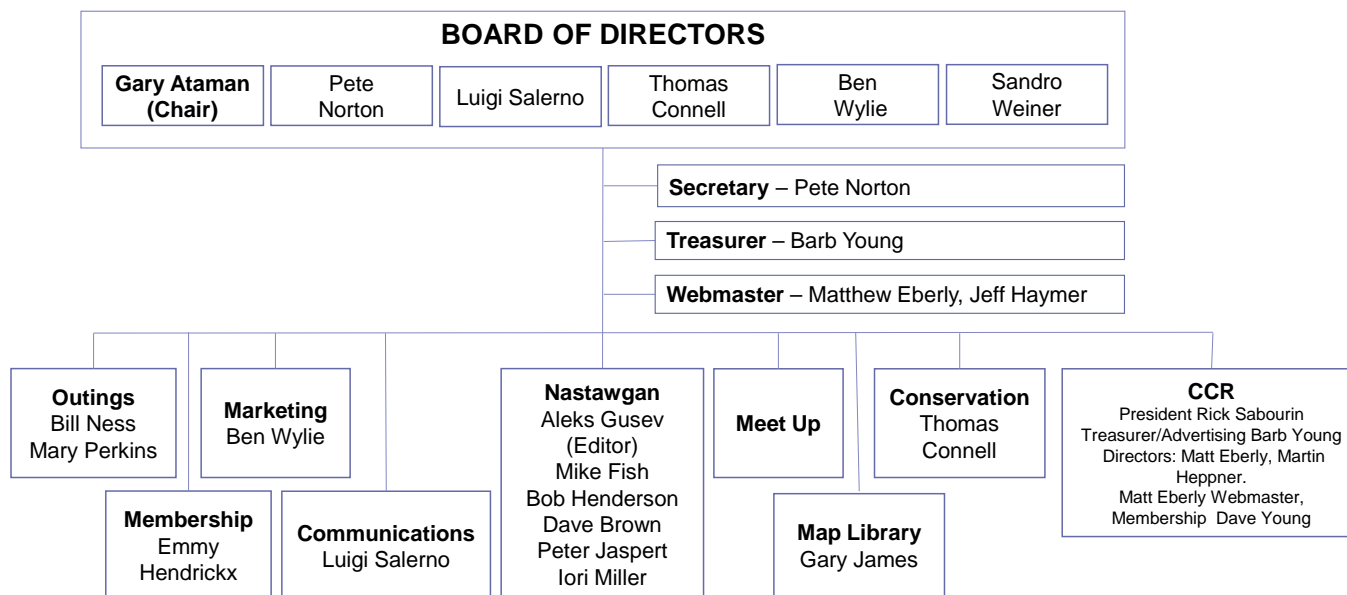 BOARD OF DIRECTORS
Gary Ataman
(Chair)
Pete
Norton
Luigi Salerno
Thomas
Connell
Ben
Wylie
Sandro
Weiner
Secretary – Pete Norton
Treasurer – Barb Young
Webmaster – Matthew Eberly, Jeff Haymer
Outings
Bill Ness
Mary Perkins
Membership
Emmy
Hendrickx
Marketing
Ben Wylie
Communications
Luigi Salerno
Nastawgan
Aleks Gusev
(Editor)
Mike Fish
Bob Henderson
Dave Brown
Peter Jaspert
Iori Miller
Meet Up
Map Library
Gary James
Conservation
Thomas
Connell
CCR
President Rick Sabourin
Treasurer/Advertising Barb Young
Directors: Matt Eberly, Martin
Heppner.
Matt Eberly Webmaster,
Membership Dave Young